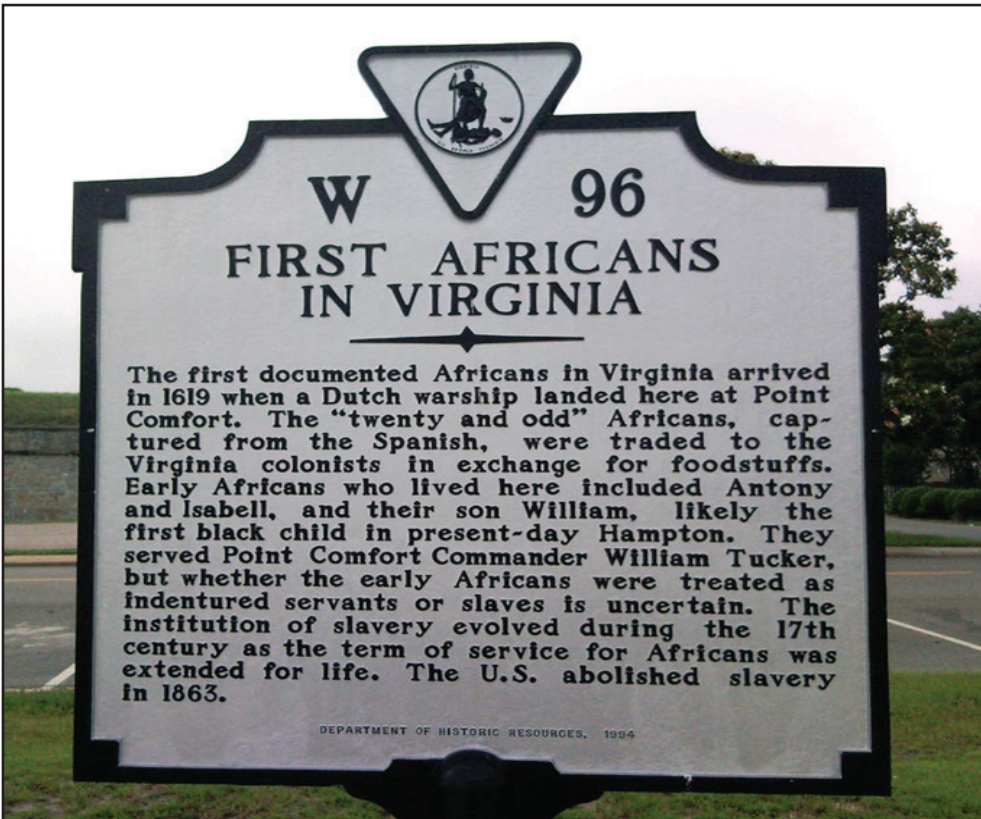 W 96
FIRST AFRICANS
IN VIRGINIA
The first documented Africans in Virginia arrived
in 1619 when a Dutch warship landed here at Point
Comfort. The “twenty and odd” Africans, cap-
tured from the Spanish, were traded to the
Virginia colonists in exchange for foodstuffs.
Early Africans who lived here included Antony
and Isabell, and their son William, likely the
first black child in present-day Hampton. They
served Point Comfort Commander William Tucker,
but whether the early Africans were treated as
indentured servants or slaves is uncertain. The
institution of slavery evolved during the 17th
century as the term of service for Africans was
extended for life. The U.S. abolished slavery
in 1863.
DEPARTMENT OF HISTORIC RESOURCES, 1994